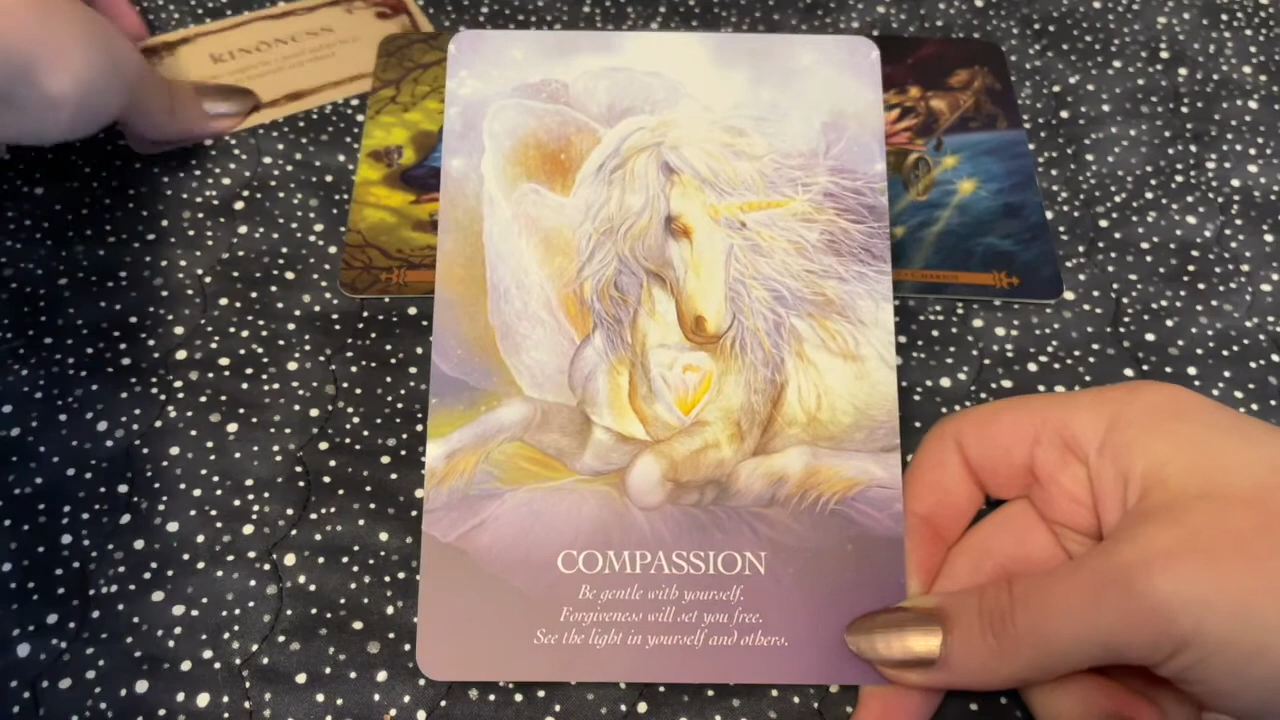 KINDNESS
COMPASSION
Be gentle with yourself.
Forgiveness will set you free.
See the light in yourself and others.